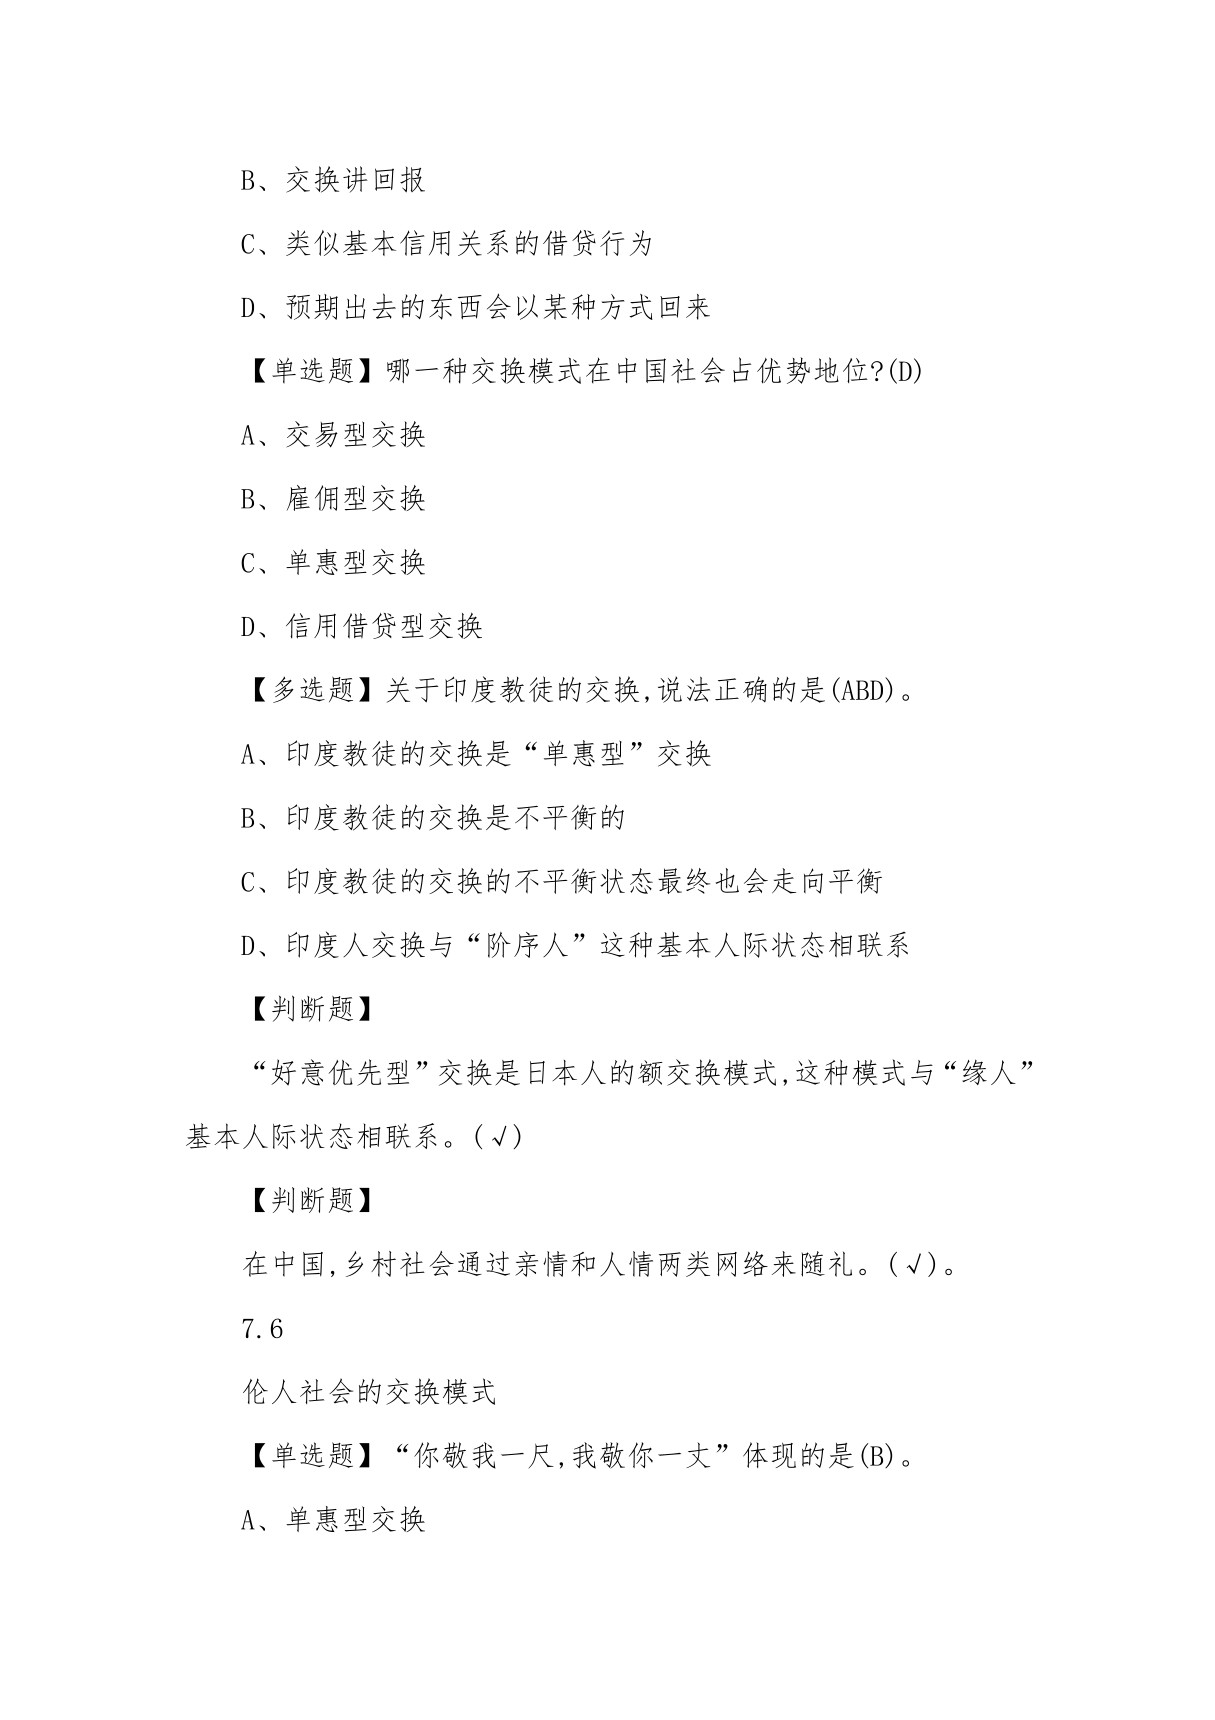 B、交换讲回报
C、类似基本信用关系的借贷行为
D、预期出去的东西会以某种方式回来
【单选题】哪一种交换模式在中国社会占优势地位?(D)
A、交易型交换
B、雇佣型交换
C、单惠型交换
D、信用借贷型交换
【多选题】关于印度教徒的交换,说法正确的是(ABD)。
A、印度教徒的交换是“单惠型”交换
B、印度教徒的交换是不平衡的
C、印度教徒的交换的不平衡状态最终也会走向平衡
D、印度人交换与“阶序人”这种基本人际状态相联系
【判断题】
“好意优先型”交换是日本人的额交换模式,这种模式与“缘人”
基本人际状态相联系。(√)
【判断题】
在中国,乡村社会通过亲情和人情两类网络来随礼。(√)。
7.6
伦人社会的交换模式
【单选题】“你敬我一尺,我敬你一丈”体现的是(B)。
A、单惠型交换